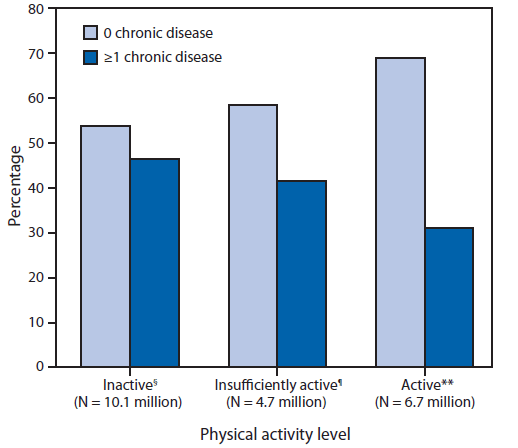 80
70
60
50
40
30
20
10
0
Percentage
0 chronic disease
≥1 chronic disease
Inactive§
(N = 10.1 million)
Insufficiently active¶
(N = 4.7 million)
Active**
(N = 6.7 million)
Physical activity level